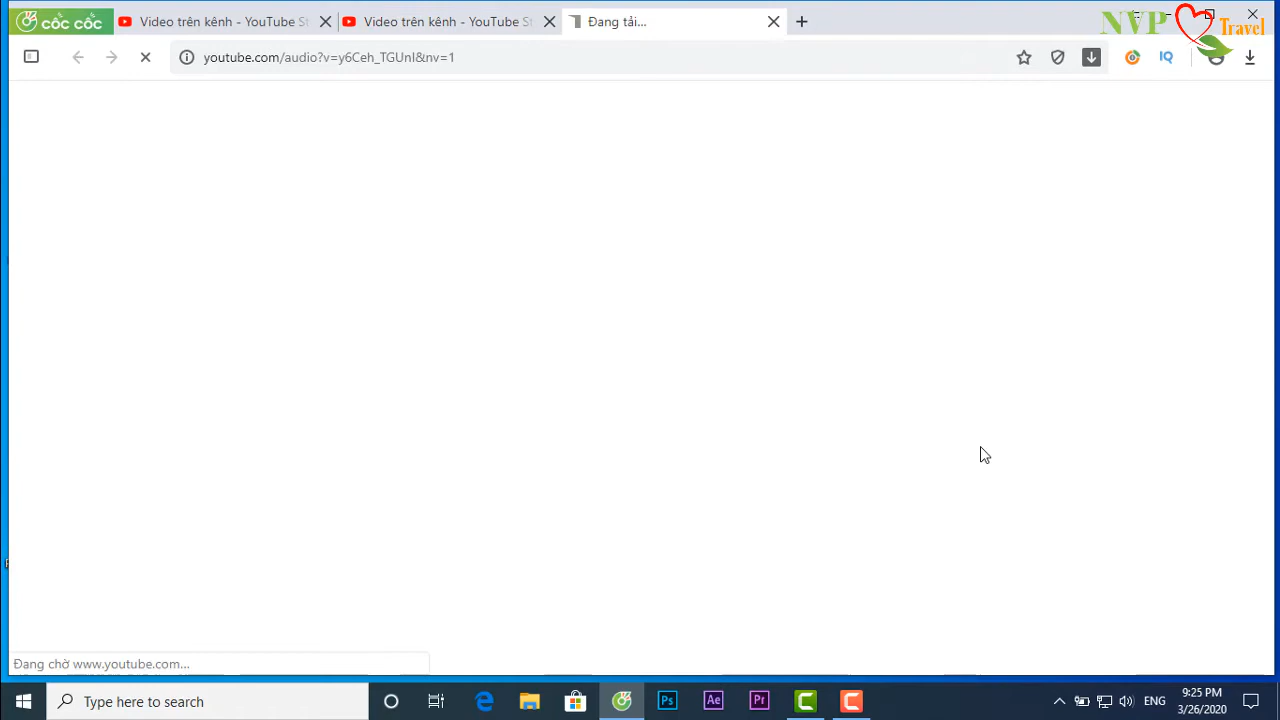 cốc cốc
Video trên kênh - YouTube St
Video trên kênh - YouTube St
Đang tải...
NVP
Travel
youtube.com/audio?v=y6Ceh_TGUnI&nv=1
IQ
Đang chờ www.youtube.com...
Type here to search
Ps
Ae
Pr
C
C
ENG
9:25 PM
3/26/2020